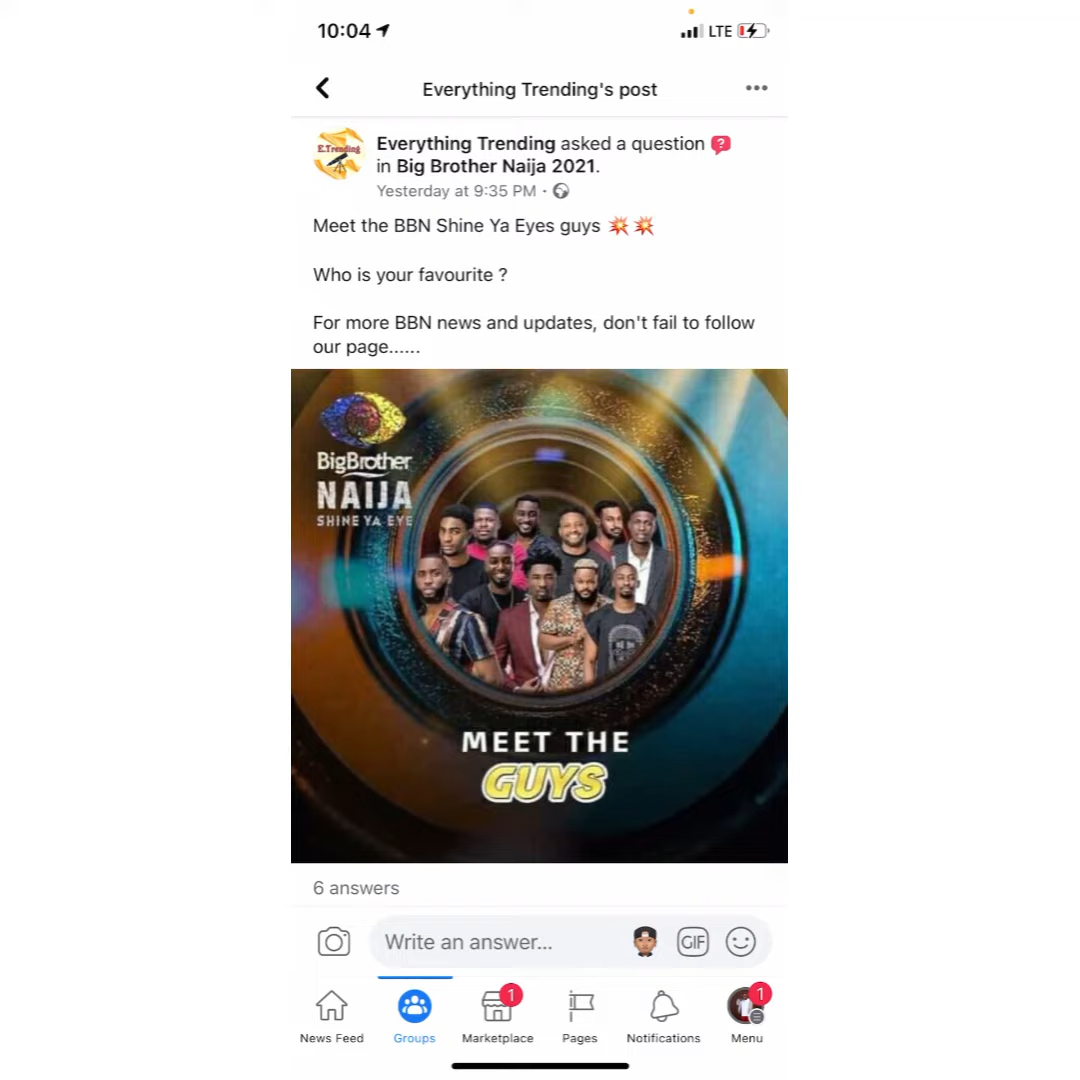 10:04
LTE
Everything Trending's post
E.Trending
Everything Trending asked a question
in Big Brother Naija 2021.
Yesterday at 9:35 PM ·
Meet the BBN Shine Ya Eyes guys 💥💥
Who is your favourite ?
For more BBN news and updates, don't fail to follow
our page......
BigBrother
NAIJA
SHINE YA EYE
MEET THE
GUYS
6 answers
Write an answer...
GIF
1
1
News Feed
Groups
Marketplace
Pages
Notifications
Menu